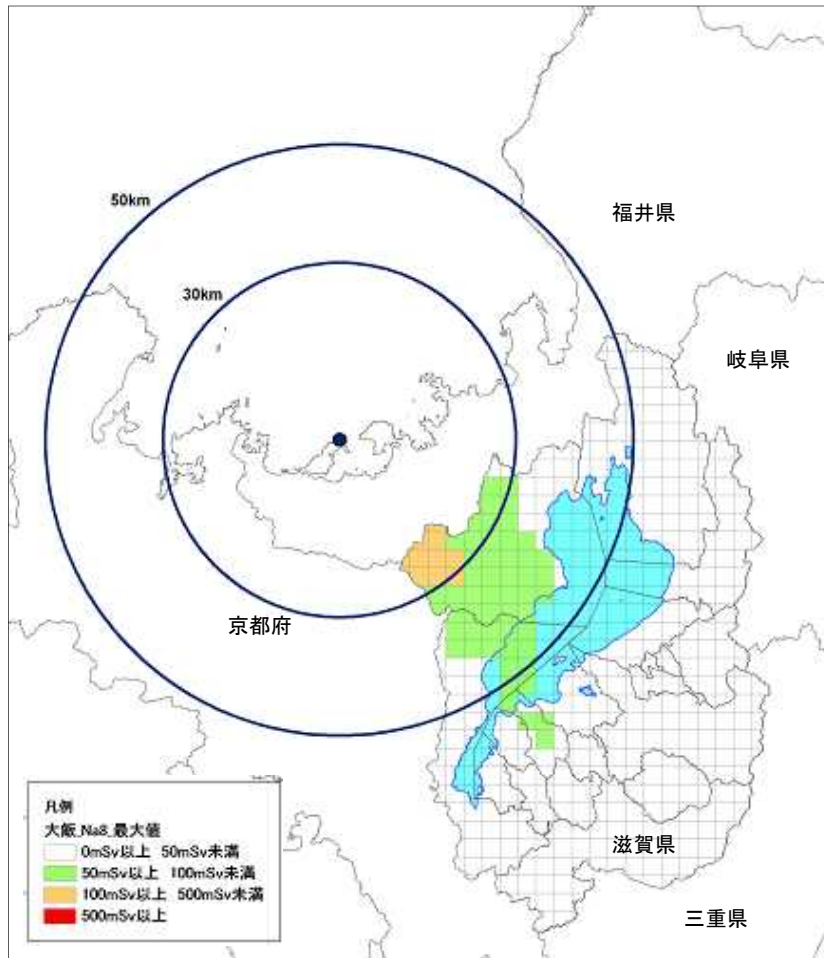 50km
福井県
30km
岐阜県
京都府
凡例
大飯_Na8_最大値
0mSv以上 50mSv未満
50mSv以上 100mSv未満
100mSv以上 500mSv未満
500mSv以上
滋賀県
三重県